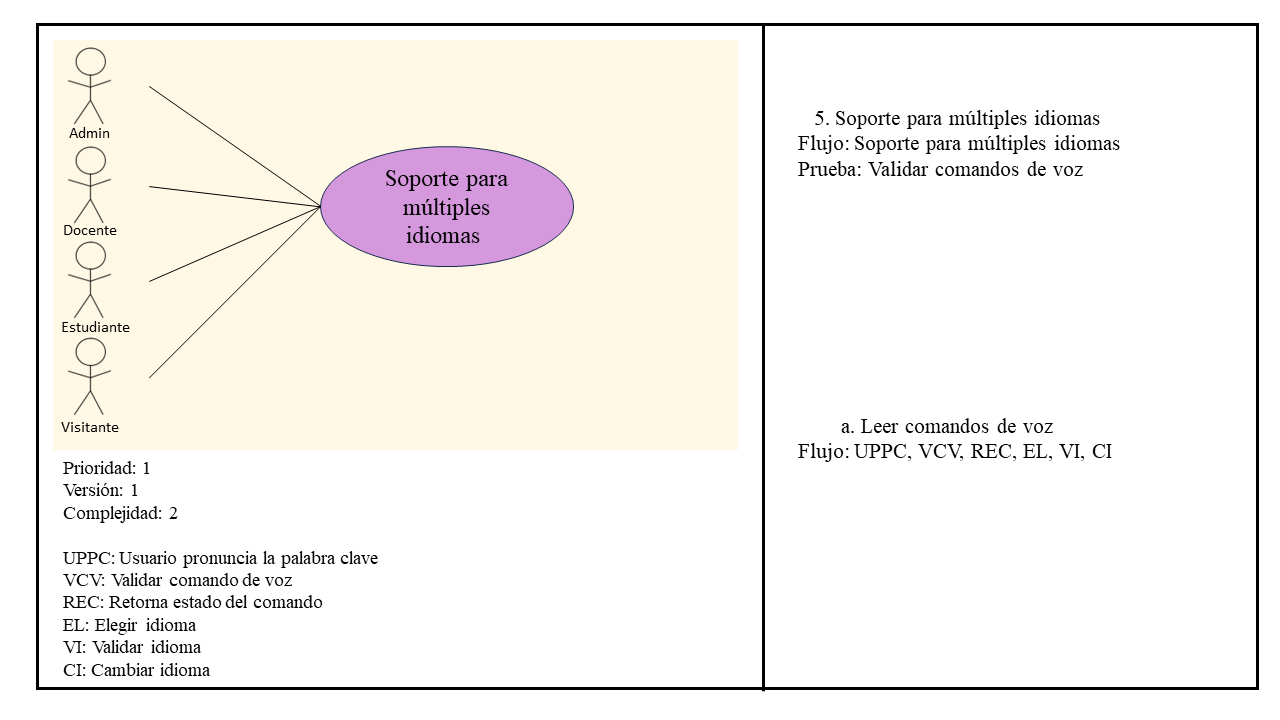 Admin
Docente
Estudiante
Visitante
Soporte para
múltiples
idiomas
Prioridad: 1
Versión: 1
Complejidad: 2
UPPC: Usuario pronuncia la palabra clave
VCV: Validar comando de voz
REC: Retorna estado del comando
EL: Elegir idioma
VI: Validar idioma
CI: Cambiar idioma
5. Soporte para múltiples idiomas
Flujo: Soporte para múltiples idiomas
Prueba: Validar comandos de voz
a. Leer comandos de voz
Flujo: UPPC, VCV, REC, EL, VI, CI